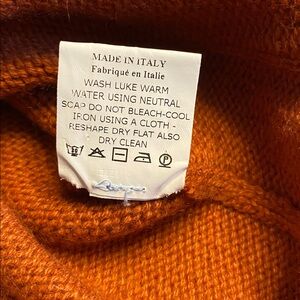 MADE IN ITALY
Fabriqué en Italie
WASH LUKE WARM
WATER USING NEUTRAL
SOAP DO NOT BLEACH-COOL
IRON USING A CLOTH -
RESHAPE DRY FLAT ALSO
DRY CLEAN
P